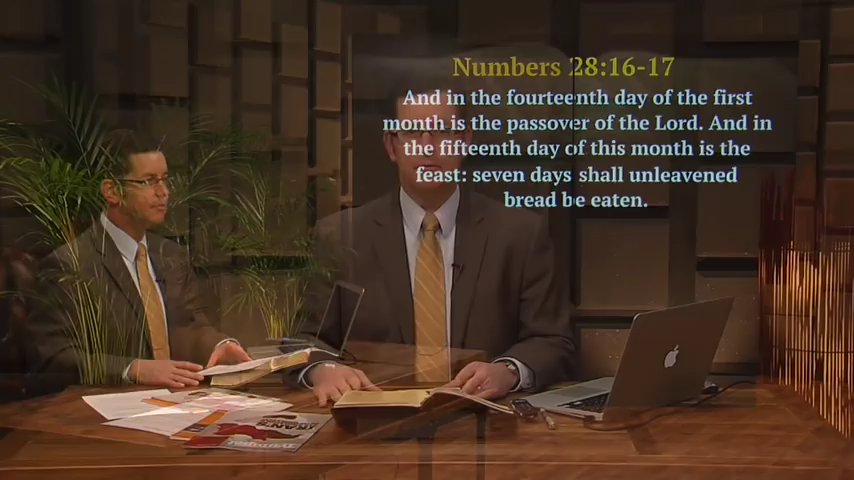 Numbers 28:16-17
And in the fourteenth day of the first
month is the passover of the Lord. And in
the fifteenth day of this month is the
feast: seven days shall unleavened
bread be eaten.